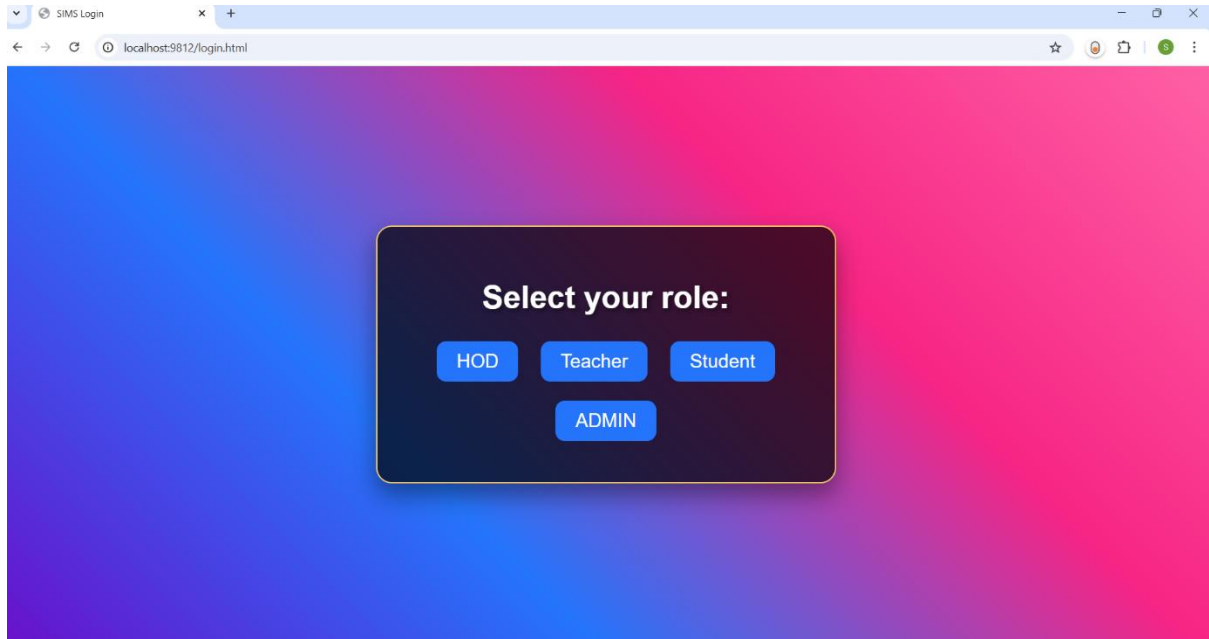 SIMS Login
localhost:9812/login.html
S
Select your role:
HOD Teacher Student
ADMIN